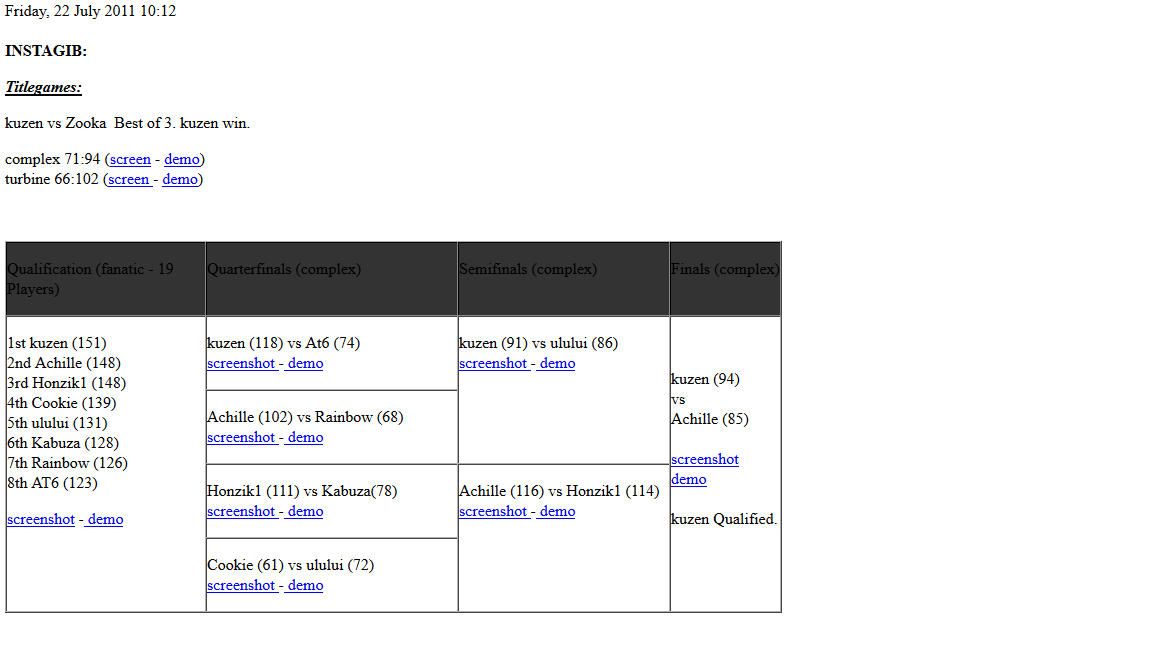 Friday, 22 July 2011 10:12
INSTAGIB:
Titlegames:
kuzen vs Zooka  Best of 3. kuzen win.
complex 71:94 (screen - demo)
turbine 66:102 (screen - demo)
Qualification (fanatic - 19
Players)
Quarterfinals (complex)
Semifinals (complex)
Finals (complex)
1st kuzen (151)
2nd Achille (148)
3rd Honzik1 (148)
4th Cookie (139)
5th ulului (131)
6th Kabuza (128)
7th Rainbow (126)
8th AT6 (123)
screenshot - demo
kuzen (118) vs At6 (74)
screenshot - demo
Achille (102) vs Rainbow (68)
screenshot - demo
Honzik1 (111) vs Kabuza(78)
screenshot - demo
Cookie (61) vs ulului (72)
screenshot - demo
kuzen (91) vs ulului (86)
screenshot - demo
Achille (116) vs Honzik1 (114)
screenshot - demo
kuzen (94)
vs
Achille (85)
screenshot
demo
kuzen Qualified.